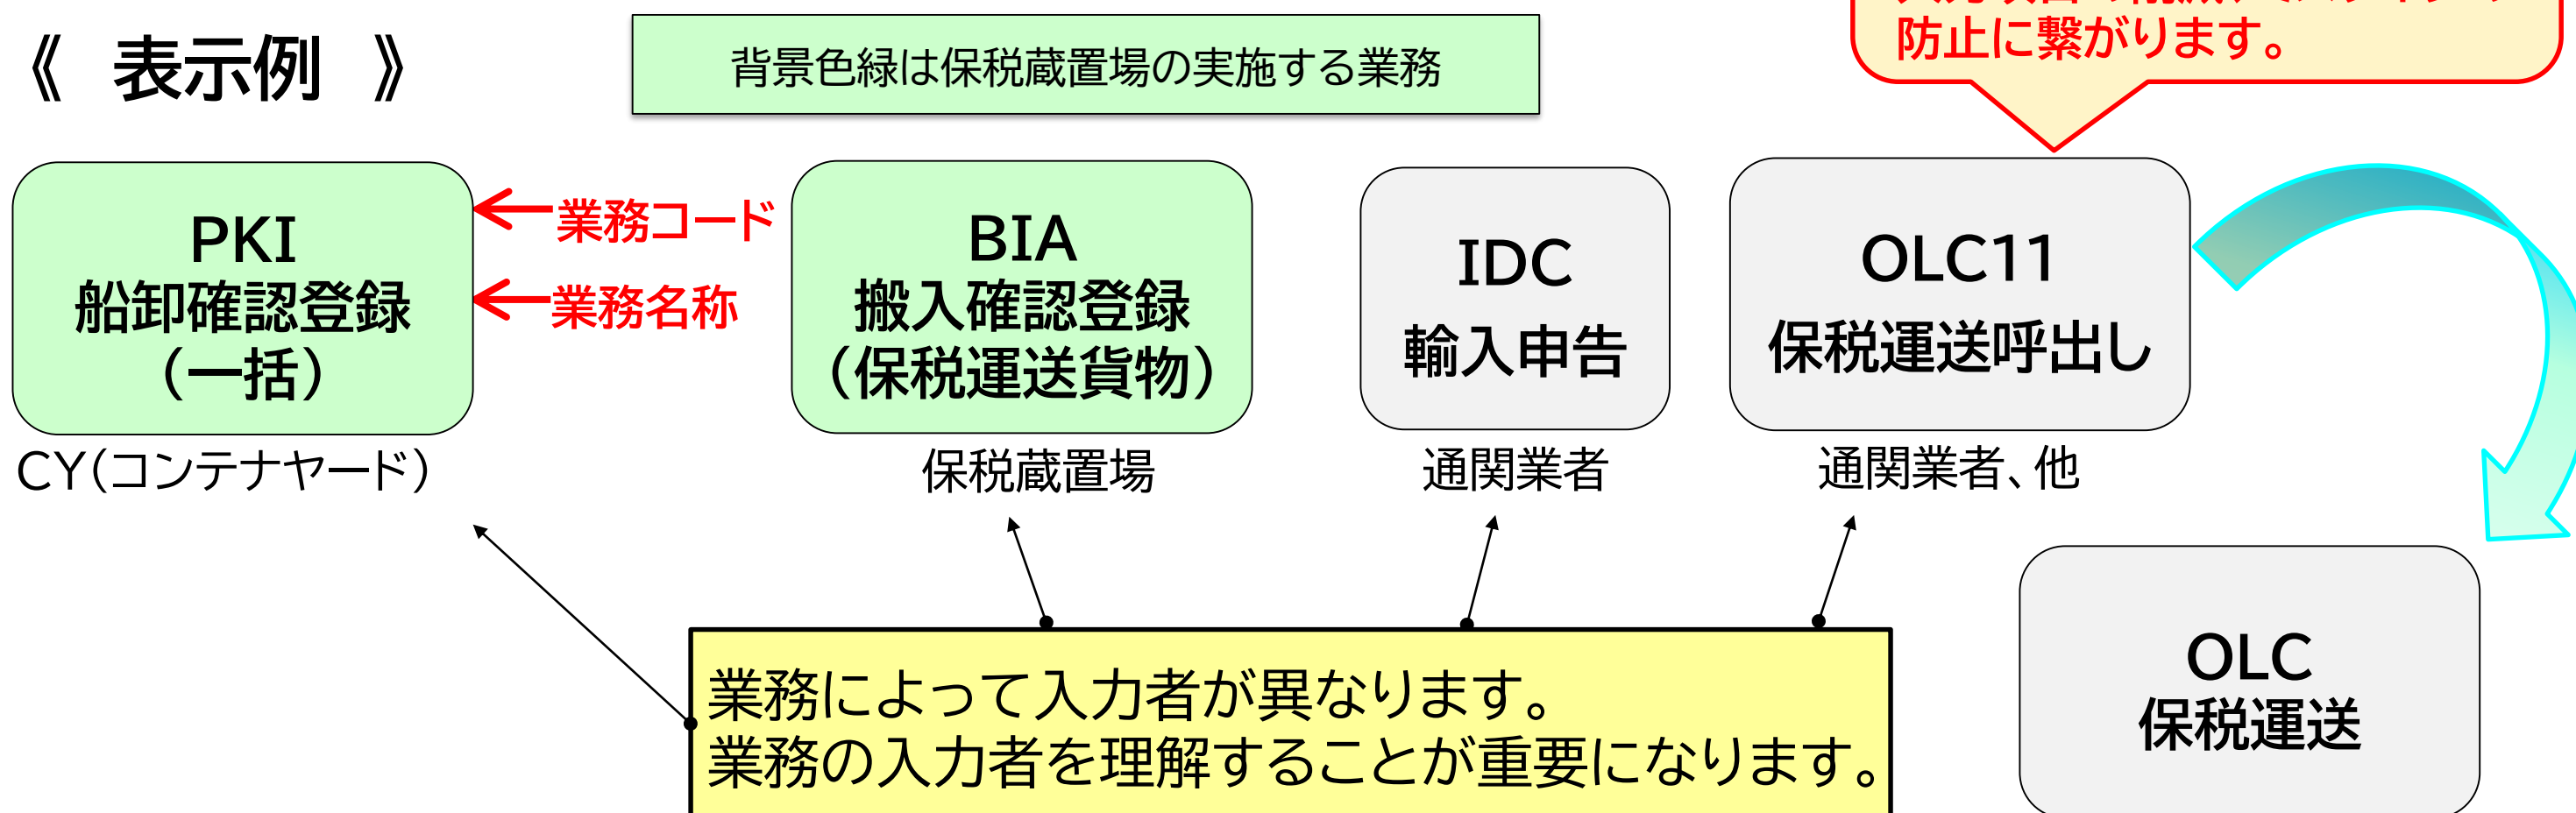 《 表示例 》
背景色緑は保税蔵置場の実施する業務
防止に繋がります。
PKI
船卸確認登録
(一括)
業務コード
業務名称
BIA
搬入確認登録
(保税運送貨物)
IDC
輸入申告
OLC11
保税運送呼出し
CY(コンテナヤード)
保税蔵置場
通関業者
通関業者、他
業務によって入力者が異なります。
業務の入力者を理解することが重要になります。
OLC
保税運送